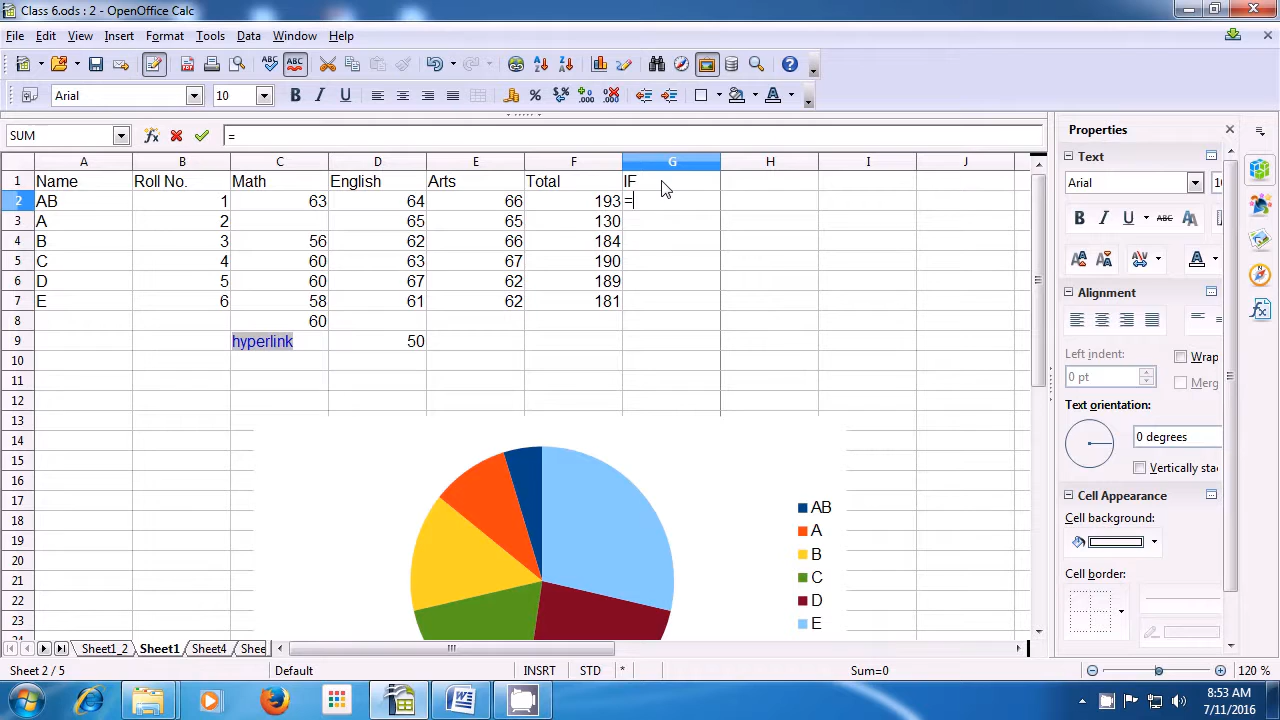 Class 6.ods : 2 - OpenOffice Calc
File Edit View Insert Format Tools Data Window Help
Arial 10
SUM =
A B C D E F G H I J
1 Name Roll No. Math English Arts Total IF
2 AB 1 63 64 66 193 =
3 A 2 65 65 130
4 B 3 56 62 66 184
5 C 4 60 63 67 190
6 D 5 60 67 62 189
7 E 6 58 61 62 181
8 60
9 hyperlink 50
10
11
12
13
14
15
16
17
18
19
20
21
22
23
AB
A
B
C
D
E
Properties
Text
Arial
Alignment
Left indent:
Wrap
0 pt
Merg
Text orientation:
0 degrees
Vertically sta
Cell Appearance
Cell background:
Cell border:
Sheet1_2 Sheet1 Sheet4 Shee
Sheet 2 / 5 Default INSRT STD * Sum=0 120 %
8:53 AM
7/11/2016